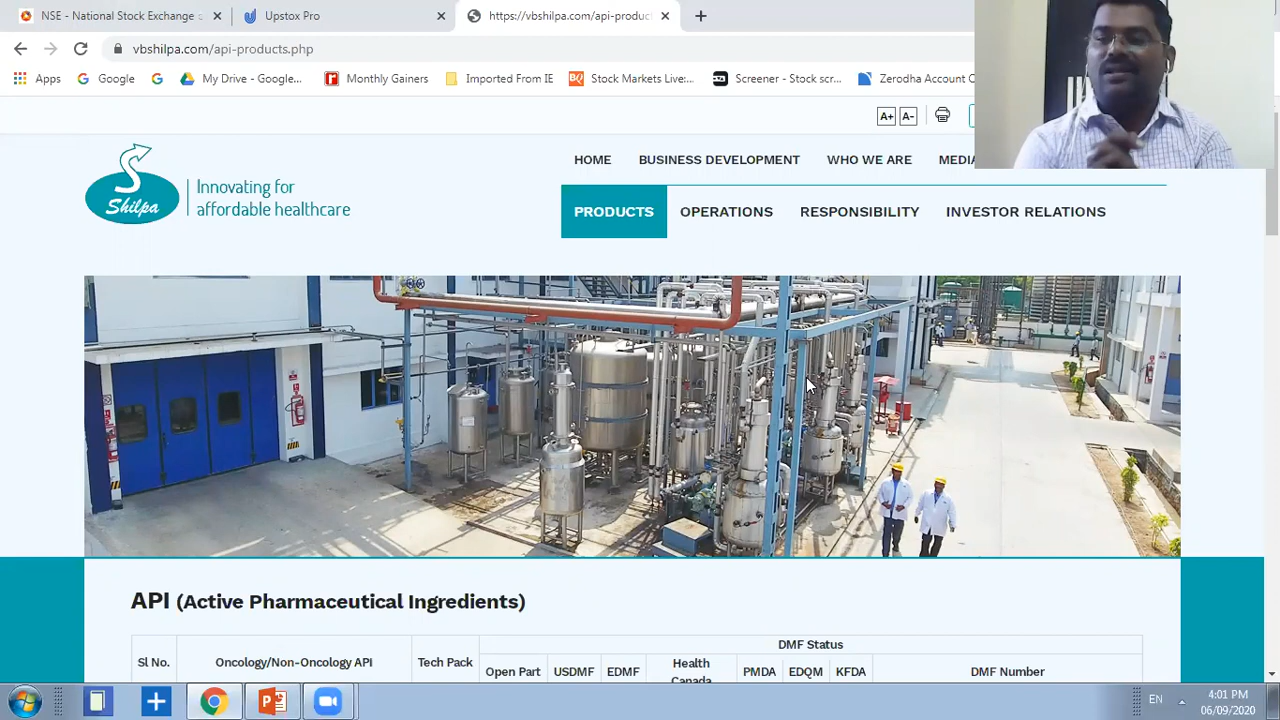 NSE - National Stock Exchange
Upstox Pro
https://vbshilpa.com/api-product
vbshilpa.com/api-products.php
Apps
Google
My Drive - Google...
Monthly Gainers
Imported From IE
BQ
Stock Markets Live:...
Screener - Stock scr...
Zerodha Account
A+ A-
HOME
BUSINESS DEVELOPMENT
WHO WE ARE
MEDIA
Shilpa
Innovating for
affordable healthcare
PRODUCTS
OPERATIONS
RESPONSIBILITY
INVESTOR RELATIONS
API (Active Pharmaceutical Ingredients)
DMF Status
Sl No.
Oncology/Non-Oncology API
Tech Pack
Open Part
USDMF
EDMF
Health
Canada
PMDA
EDQM
KFDA
DMF Number
EN
4:01 PM
06/09/2020